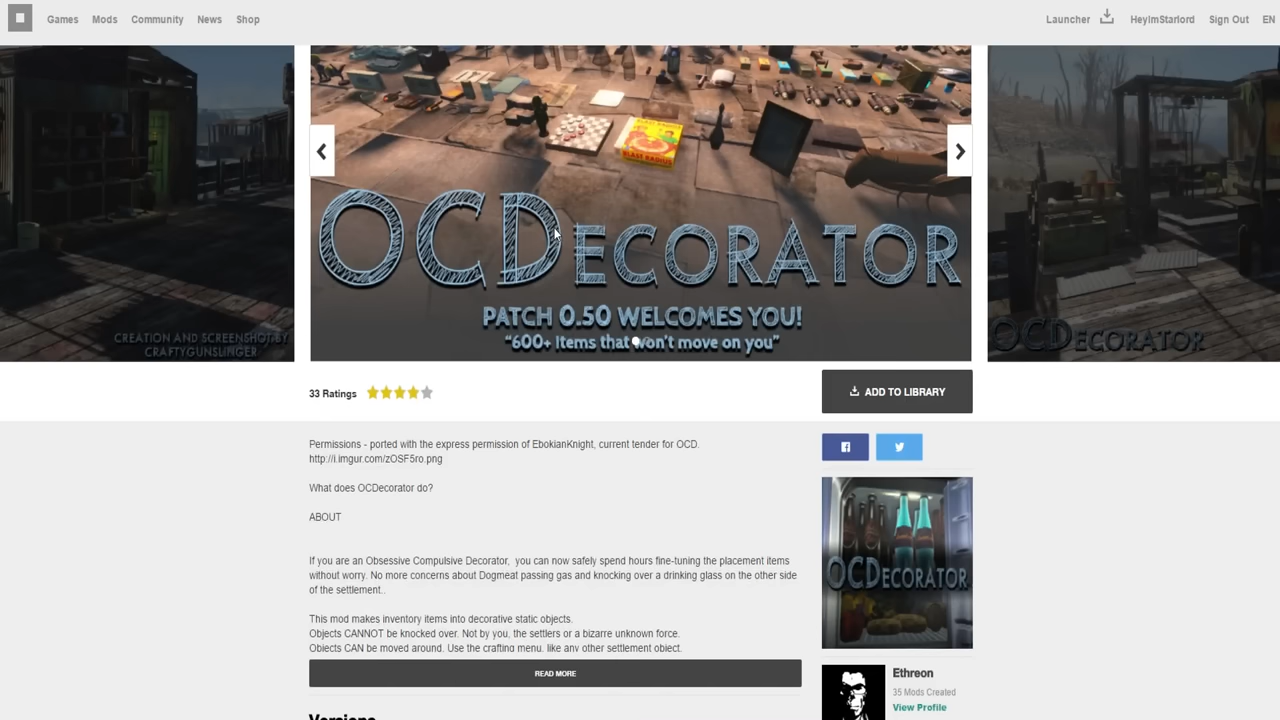 Games Mods Community News Shop Launcher HeyImStarlord Sign Out EN
BLAST RADIUS
BLAST RADIUS
OCDECORATOR
PATCH 0.50 WELCOMES YOU!
"600+ Items that won't move on you"
CREATION AND SCREENSHOT BY
CRAFTYGUNSLINGER
OCDECORATOR
33 Ratings
ADD TO LIBRARY
Permissions - ported with the express permission of EbokianKnight, current tender for OCD.
http://i.imgur.com/zOSF5ro.png
What does OCDecorator do?
ABOUT
If you are an Obsessive Compulsive Decorator, you can now safely spend hours fine-tuning the placement items
without worry. No more concerns about Dogmeat passing gas and knocking over a drinking glass on the other side
of the settlement..
This mod makes inventory items into decorative static objects.
Objects CANNOT be knocked over. Not by you, the settlers or a bizarre unknown force.
Objects CAN be moved around. Use the crafting menu, like any other settlement object.
READ MORE
Versions
OCDECORATOR
Ethreon
35 Mods Created
View Profile